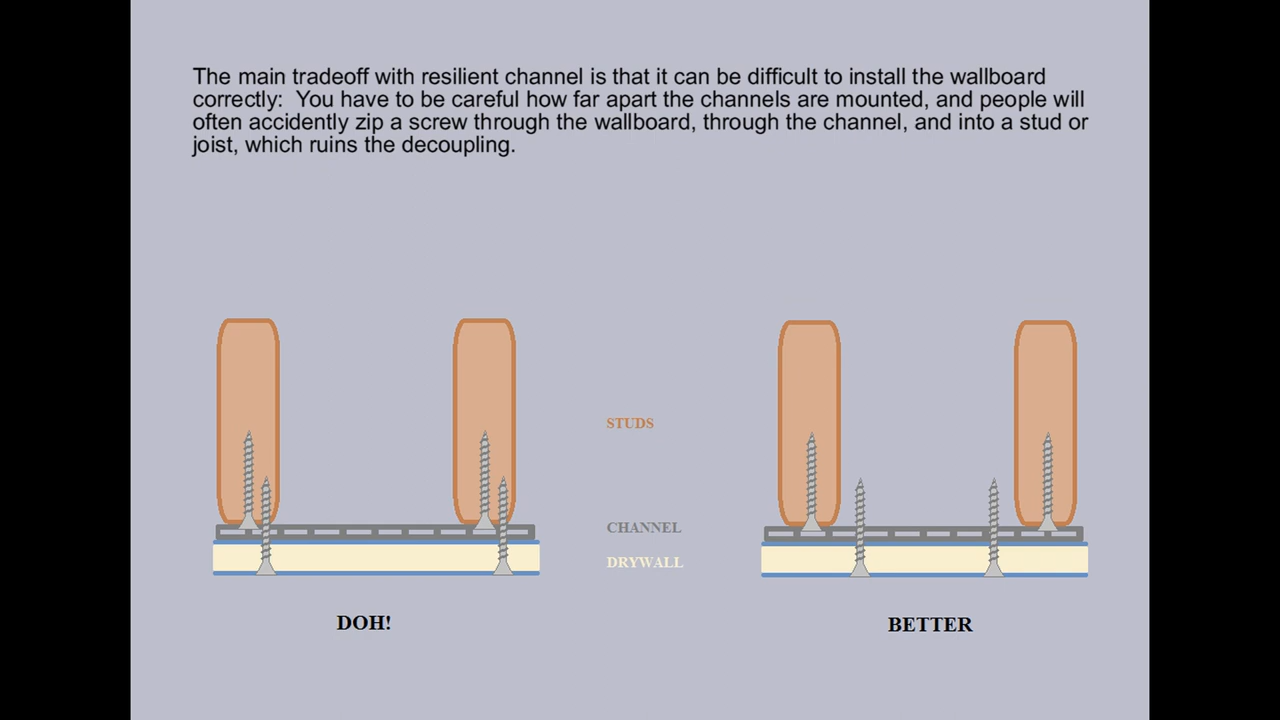 The main tradeoff with resilient channel is that it can be difficult to install the wallboard
correctly:  You have to be careful how far apart the channels are mounted, and people will
often accidently zip a screw through the wallboard, through the channel, and into a stud or
joist, which ruins the decoupling.
STUDS
CHANNEL
DRYWALL
DOH!
BETTER